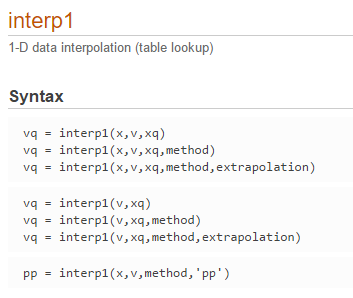 interp1
1-D data interpolation (table lookup)
Syntax
vq = interp1(x,v,xq)
vq = interp1(x,v,xq,method)
vq = interp1(x,v,xq,method,extrapolation)
vq = interp1(v,xq)
vq = interp1(v,xq,method)
vq = interp1(v,xq,method,extrapolation)
pp = interp1(x,v,method,'pp')